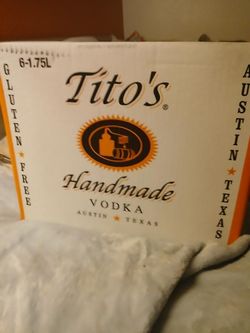 6-1.75L
Tito's®
Handmade
VODKA
AUSTIN ★ TEXAS
GLUTEN ★ FREE
AUSTIN ★ TEXAS